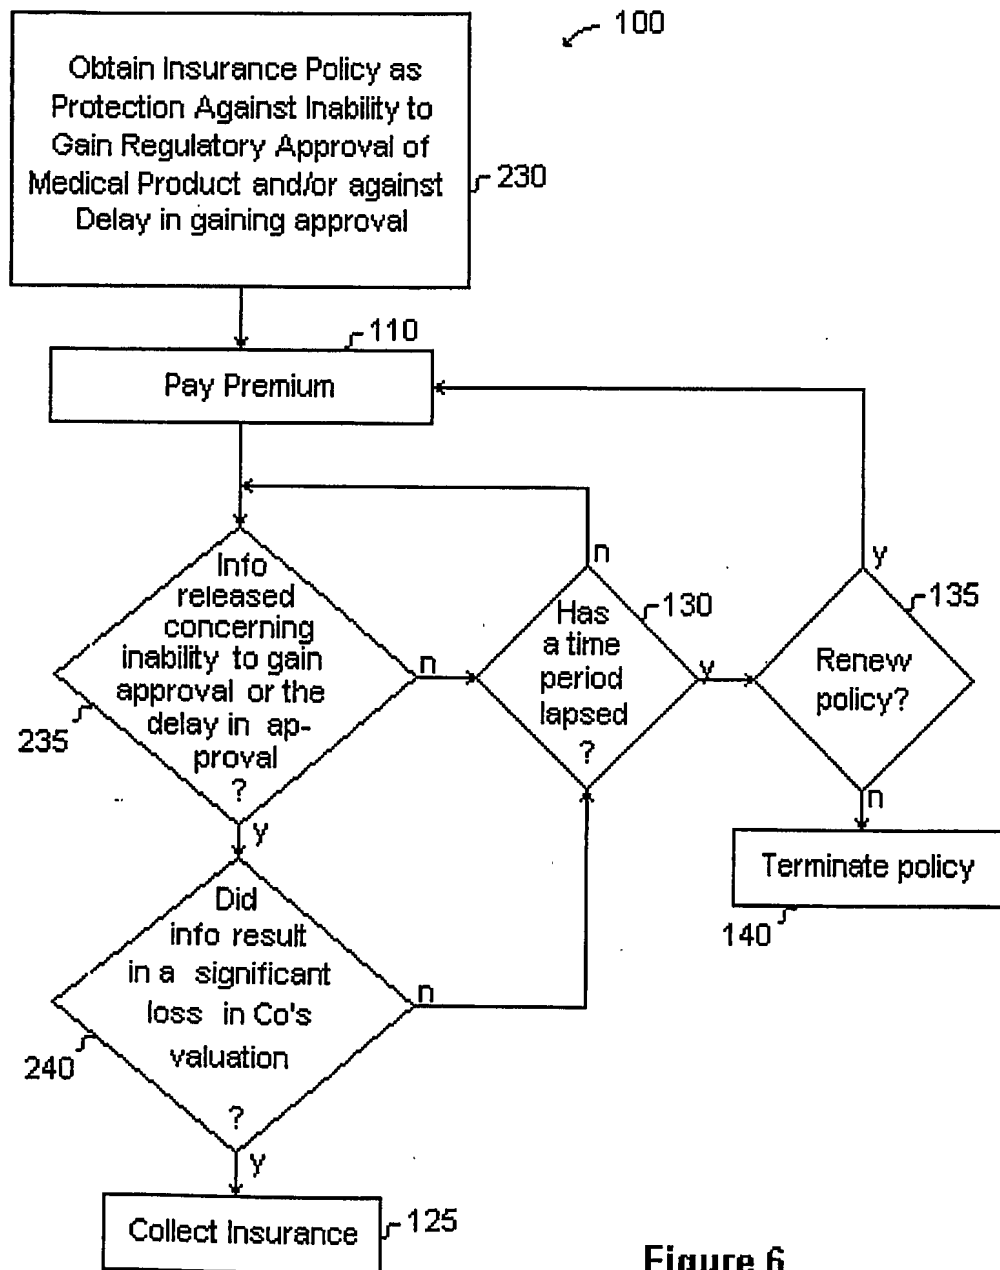 100
Obtain Insurance Policy as
Protection Against Inability to
Gain Regulatory Approval of
Medical Product and/or against
Delay in gaining approval
230
110
Pay Premium
Info
released
concerning
inability to gain
approval or the
delay in ap-
proval
?
235
n
y
Has
a time
period
lapsed
?
130
n
y
Renew
policy?
135
y
n
Terminate policy
140
Did
info result
in a significant
loss in Co's
valuation
?
240
n
y
Collect Insurance
125
Figure 6